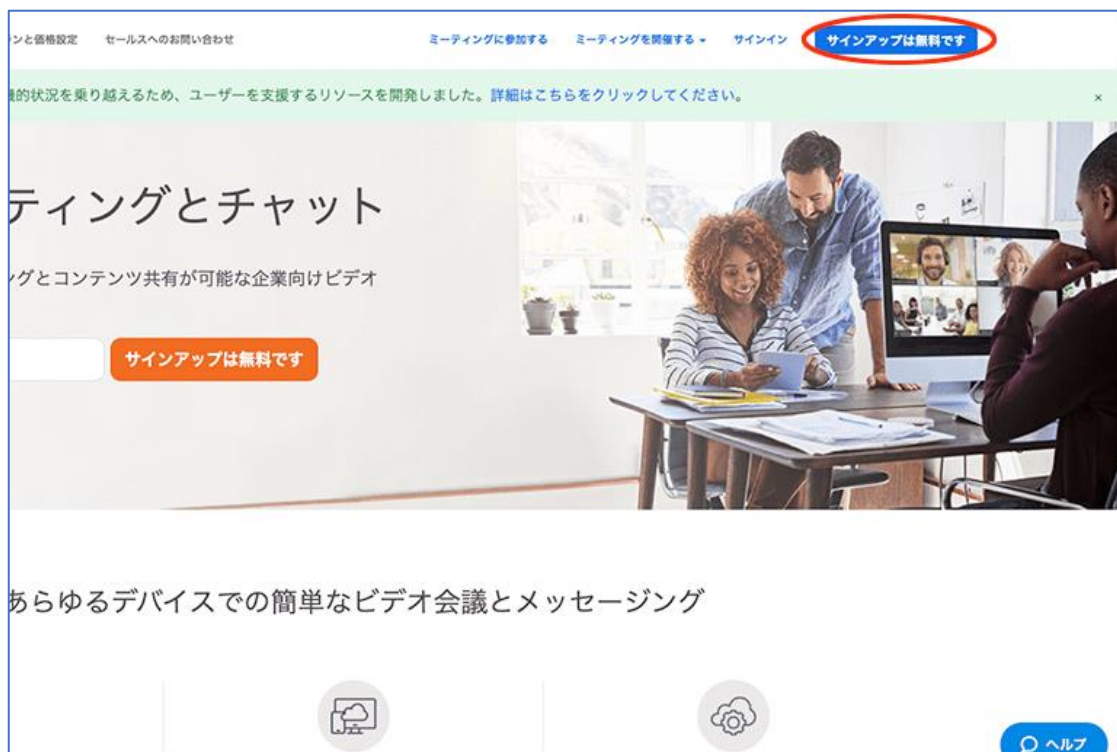 ンと価格設定 セールスへのお問い合わせ ミーティングに参加する ミーティングを開催する サインイン サインアップは無料です
的状況を乗り越えるため、ユーザーを支援するリソースを開発しました。詳細はこちらをクリックしてください。 ×
ティングとチャット
グとコンテンツ共有が可能な企業向けビデオ
サインアップは無料です
あらゆるデバイスでの簡単なビデオ会議とメッセージング
ヘルプ